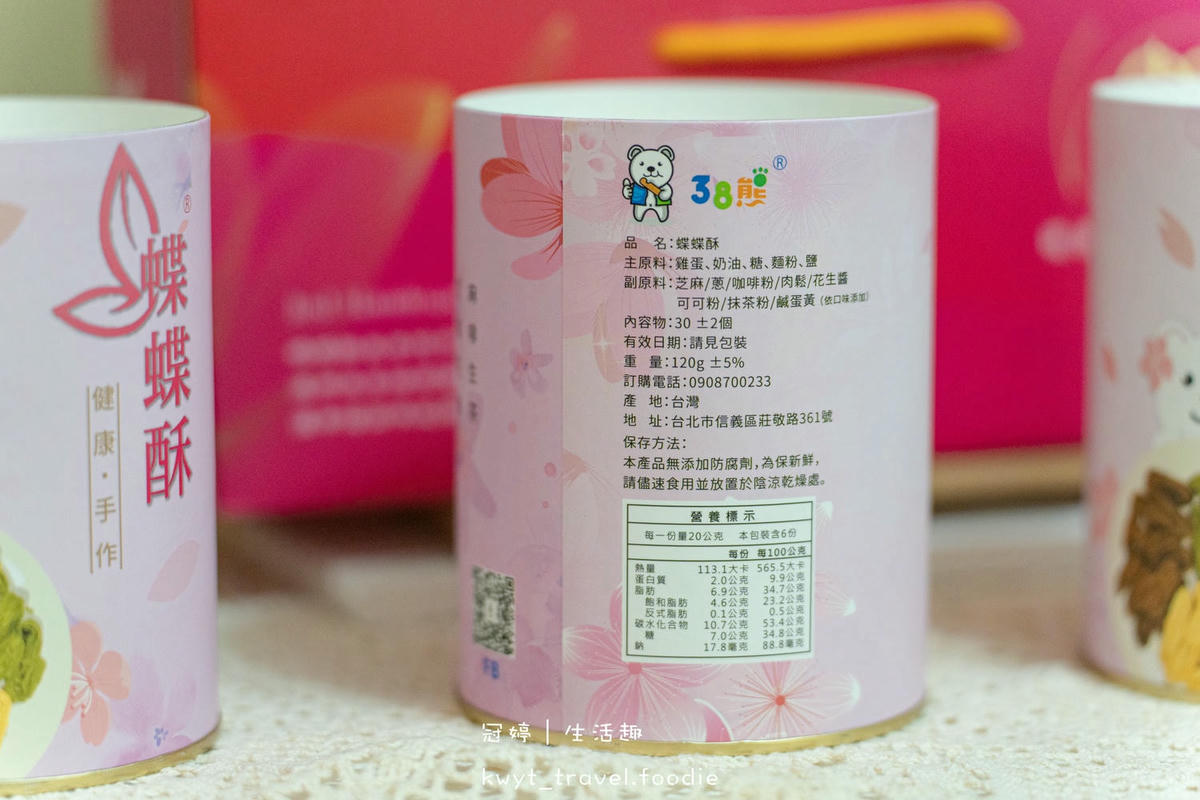 蝶蝶酥
®
健康·手作
38熊®
品 名：蝶蝶酥
主原料：雞蛋、奶油、糖、麵粉、鹽
副原料：芝麻/蔥/咖啡粉/肉鬆/花生醬
可可粉/抹茶粉/鹹蛋黃（依口味添加）
內容物：30 ±2個
有效日期：請見包裝
重 量：120g ±5%
訂購電話：0908700233
產 地：台灣
地 址：台北市信義區莊敬路361號
保存方法：
本產品無添加防腐劑，為保新鮮，
請儘速食用並放置於陰涼乾燥處。
營養標示
每一份量20公克 本包裝含6份
每份 每100公克
熱量 113.1大卡 565.5大卡
蛋白質 2.0公克 9.9公克
脂肪 6.9公克 34.7公克
飽和脂肪 4.6公克 23.2公克
反式脂肪 0.1公克 0.5公克
碳水化合物 10.7公克 53.4公克
糖 7.0公克 34.8公克
鈉 17.8毫克 88.8毫克
FB
冠婷｜生活趣
kwyt_travel.foodie